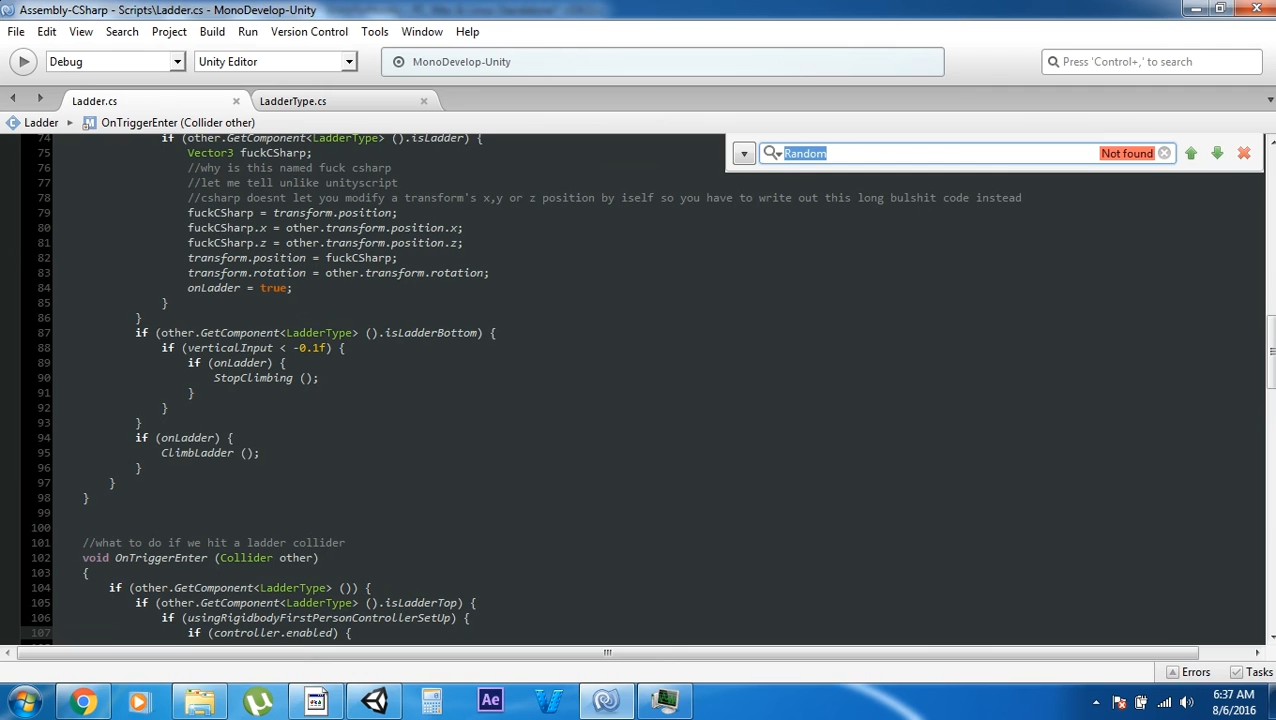 Assembly-CSharp - Scripts\Ladder.cs - MonoDevelop-Unity
File Edit View Search Project Build Run Version Control Tools Window Help
Debug Unity Editor MonoDevelop-Unity Press 'Control+,' to search
Ladder.cs LadderType.cs
Ladder OnTriggerEnter (Collider other)
Random Not found
74 if (other.GetComponent<LadderType> ().isLadder) {
75 Vector3 fuckCSharp;
76 //why is this named fuck csharp
77 //let me tell unlike unityscript
78 //csharp doesnt let you modify a transform's x,y or z position by iself so you have to write out this long bulshit code instead
79 fuckCSharp = transform.position;
80 fuckCSharp.x = other.transform.position.x;
81 fuckCSharp.z = other.transform.position.z;
82 transform.position = fuckCSharp;
83 transform.rotation = other.transform.rotation;
84 onLadder = true;
85 }
86 }
87 if (other.GetComponent<LadderType> ().isLadderBottom) {
88 if (verticalInput < -0.1f) {
89 if (onLadder) {
90 StopClimbing ();
91 }
92 }
93 }
94 if (onLadder) {
95 ClimbLadder ();
96 }
97 }
98 }
99
100
101 //what to do if we hit a ladder collider
102 void OnTriggerEnter (Collider other)
103 {
104 if (other.GetComponent<LadderType> ()) {
105 if (other.GetComponent<LadderType> ().isLadderTop) {
106 if (usingRigidbodyFirstPersonControllerSetUp) {
107 if (controller.enabled) {
Errors Tasks
Ae
6:37 AM
8/6/2016